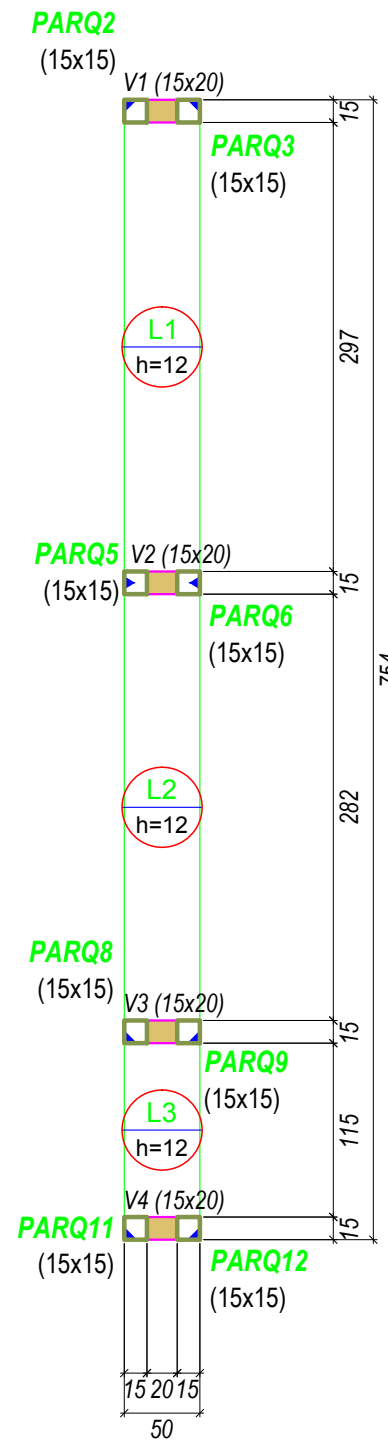 PARQ2
(15x15)
V1 (15x20)
15
PARQ3
(15x15)
297
L1
h=12
PARQ5
(15x15)
V2 (15x20)
15
PARQ6
(15x15)
754
282
L2
h=12
PARQ8
(15x15)
V3 (15x20)
15
PARQ9
(15x15)
115
L3
h=12
V4 (15x20)
15
PARQ11
(15x15)
PARQ12
(15x15)
15 20 15
50